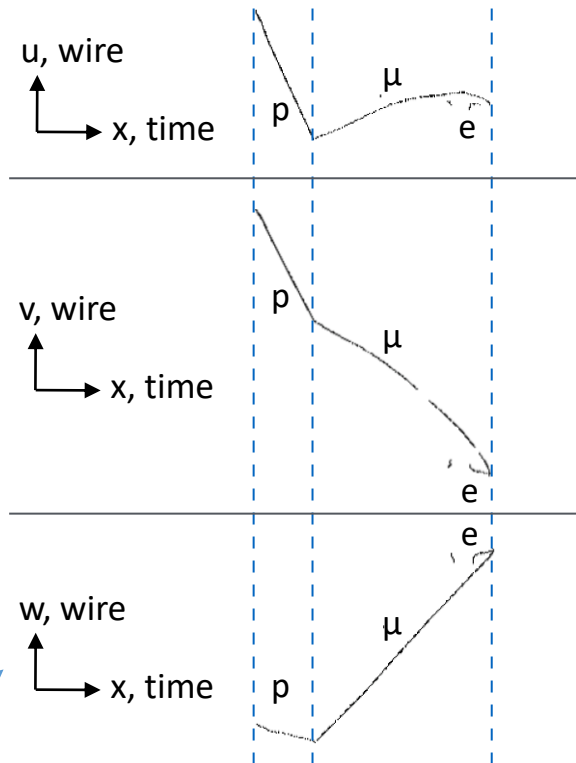 u, wire
x, time
p
μ
e
v, wire
x, time
p
μ
e
e
w, wire
x, time
p
μ